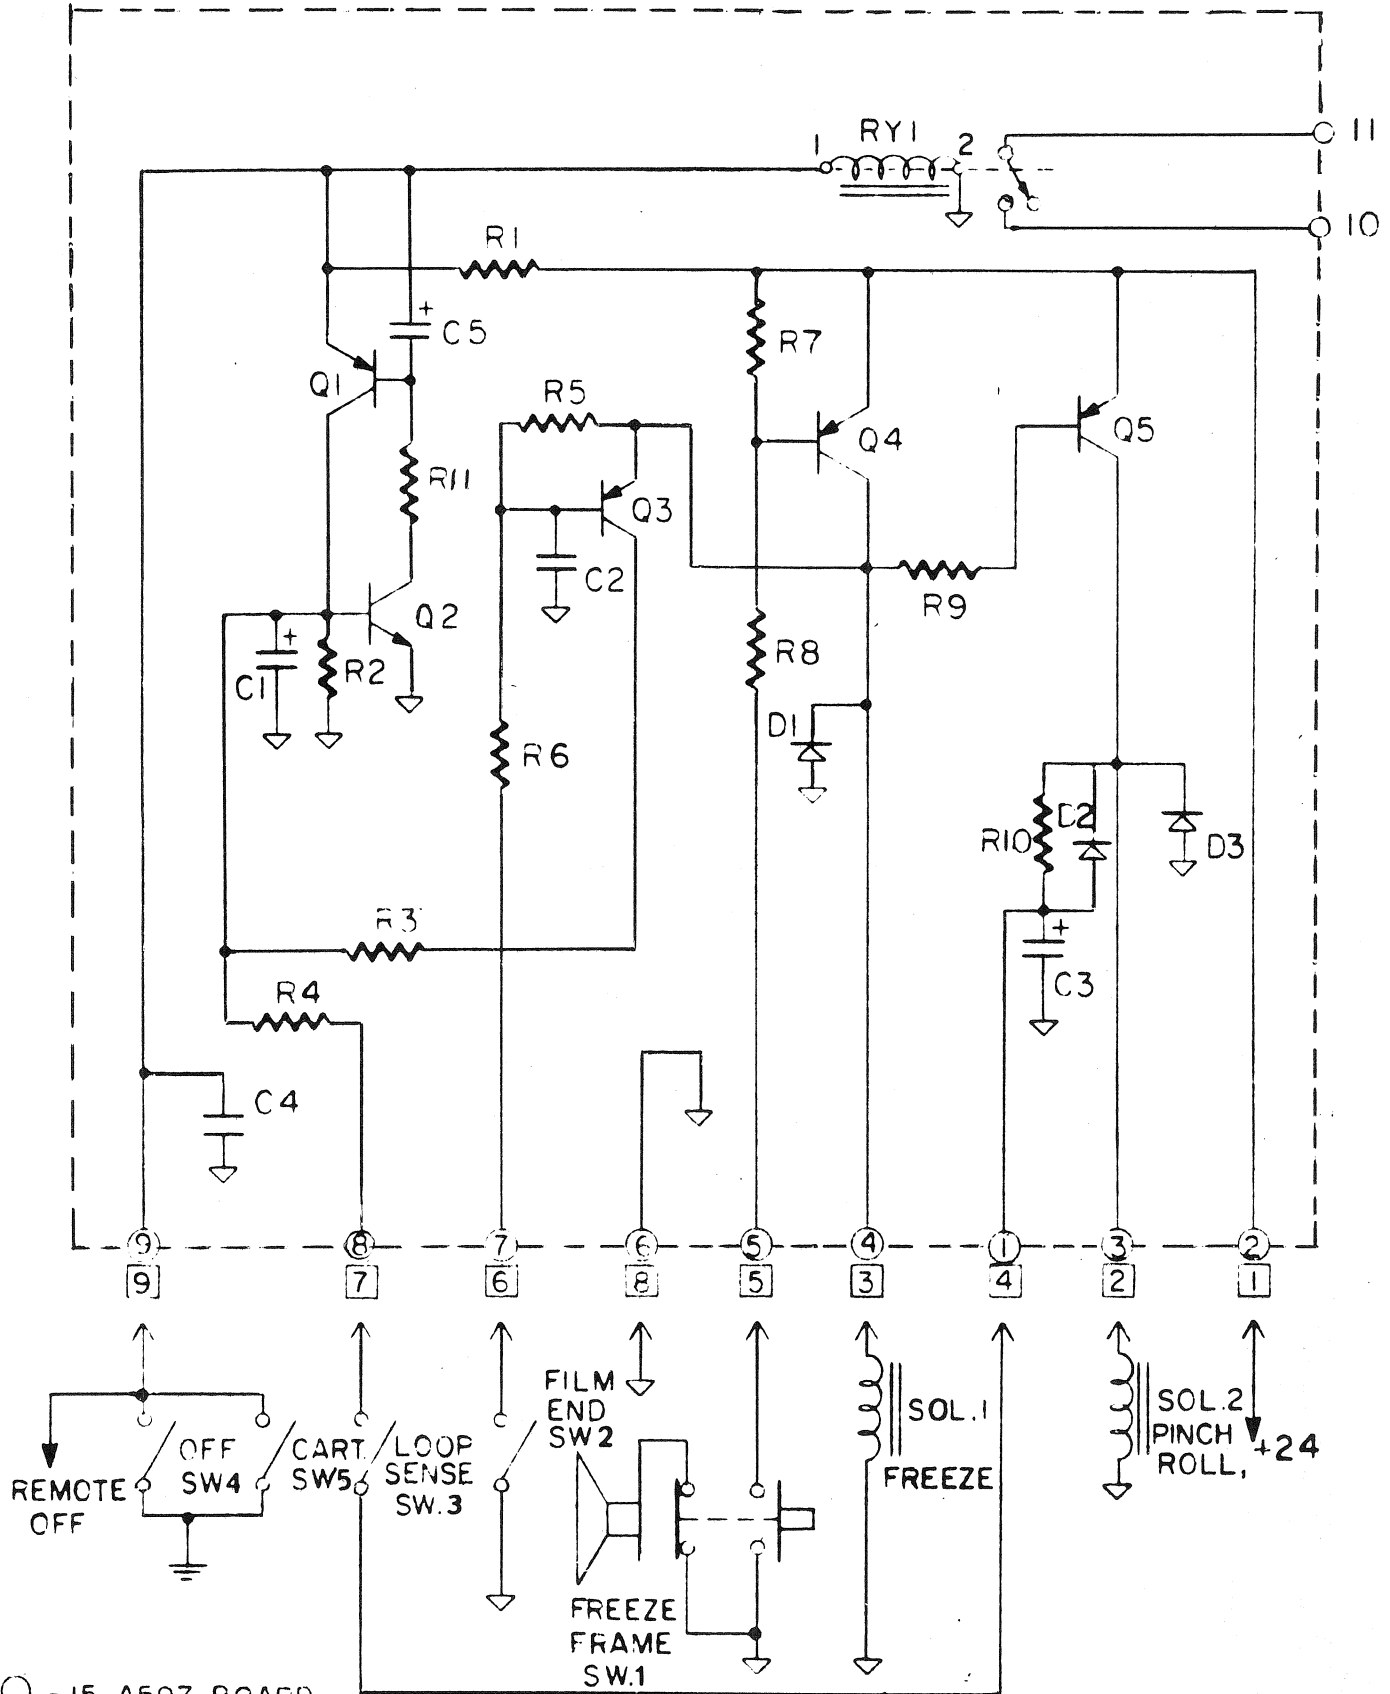 RY1
1
2
11
10
R1
+
C5
R7
Q1
R5
Q4
Q5
R11
Q3
C2
R9
Q2
+
C1
R2
R8
D1
R6
D2
R10
D3
R3
+
C3
R4
C4
9 8 7 6 5 4 1 3 2
9 7 6 8 5 3 4 2 1
FILM
END
SW2
SOL.1
FREEZE
SOL.2
PINCH
ROLL,
+24
REMOTE
OFF
OFF
SW4
CART
SW5
LOOP
SENSE
SW.3
FREEZE
FRAME
SW.1